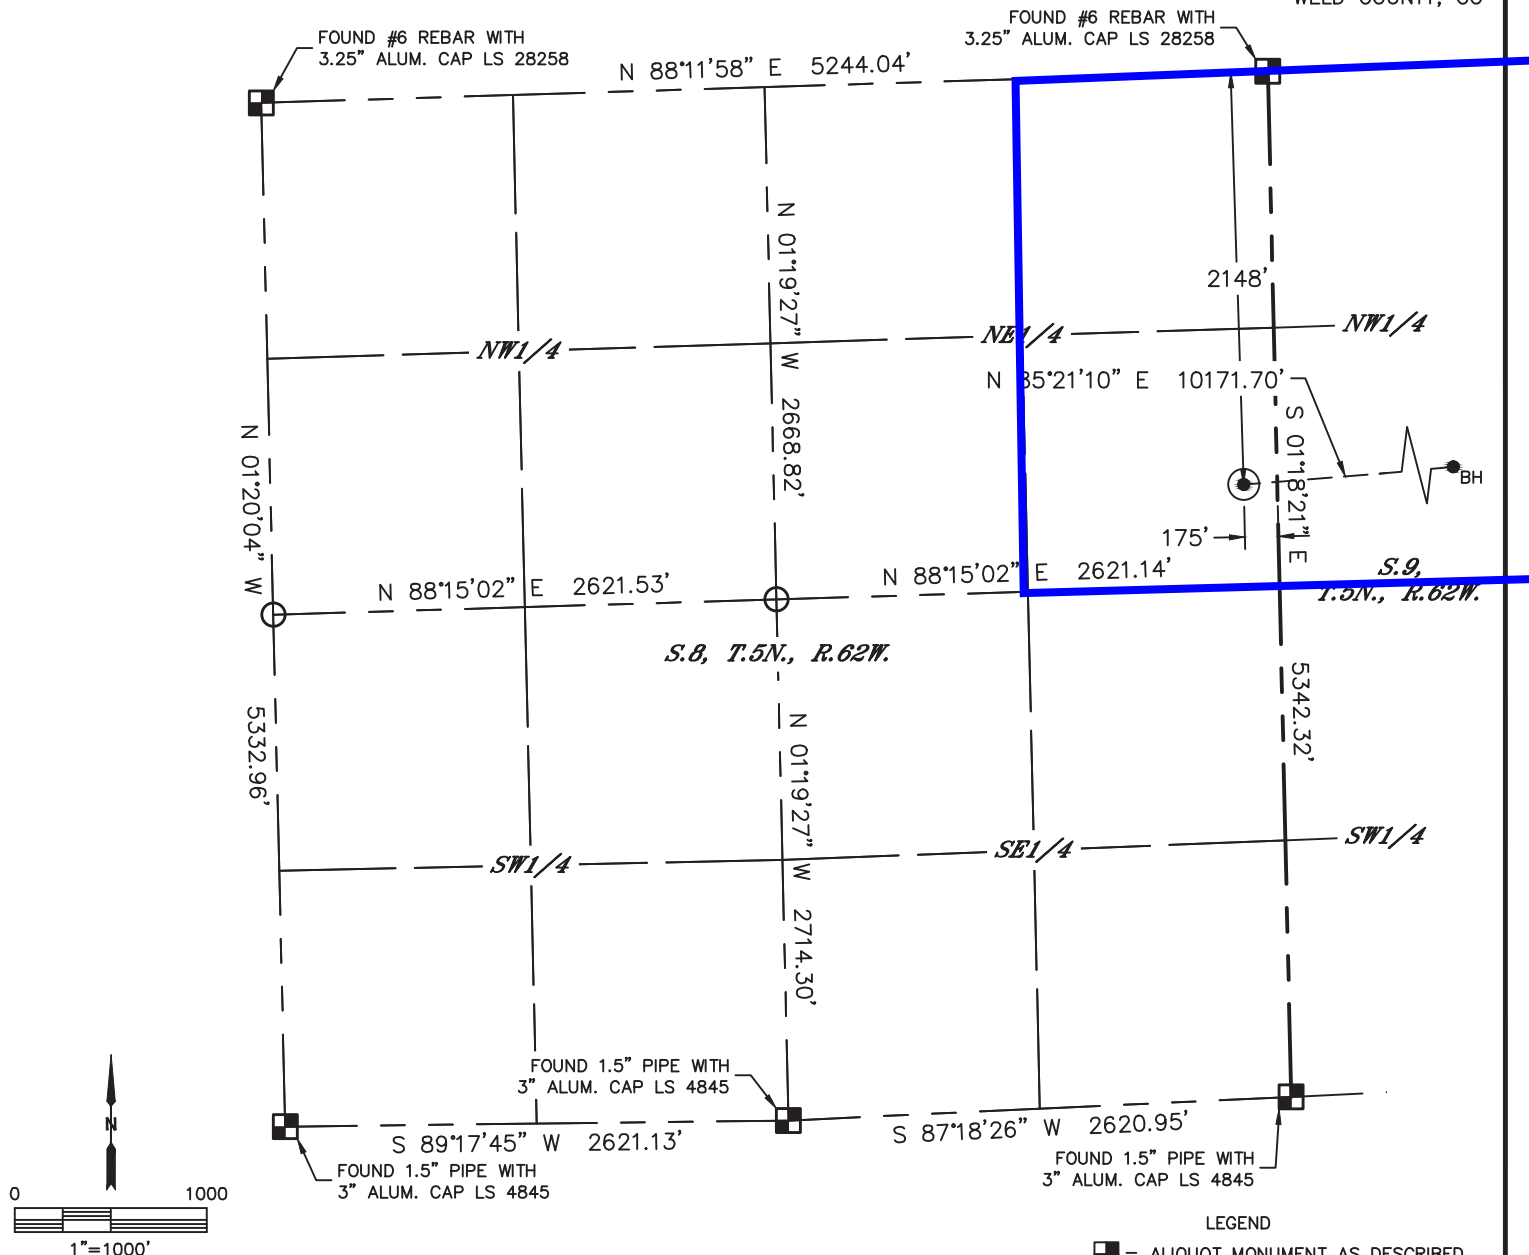 FOUND #6 REBAR WITH
3.25" ALUM. CAP LS 28258
FOUND #6 REBAR WITH
3.25" ALUM. CAP LS 28258
N 88°11'58" E 5244.04'
N 01°19'27" W 2668.82'
2148'
NW1/4
NE1/4
NW1/4
N 85°21'10" E 10171.70'
S 01°18'21" E 5342.32'
N 01°20'04" W 5332.96'
BH
175'
N 88°15'02" E 2621.53'
N 88°15'02" E 2621.14'
S.9,
T.5N., R.62W.
S.8, T.5N., R.62W.
N 01°19'27" W 2714.30'
SW1/4
SE1/4
SW1/4
FOUND 1.5" PIPE WITH
3" ALUM. CAP LS 4845
S 89°17'45" W 2621.13'
S 87°18'26" W 2620.95'
FOUND 1.5" PIPE WITH
3" ALUM. CAP LS 4845
FOUND 1.5" PIPE WITH
3" ALUM. CAP LS 4845
N
0 1000
1"=1000'
LEGEND
= ALIQUOT MONUMENT AS DESCRIBED